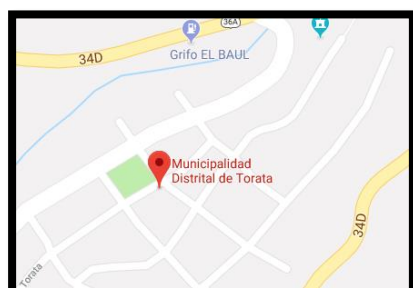 36A
34D
Grifo EL BAUL
Municipalidad
Distrital de Torata
34D
Torata